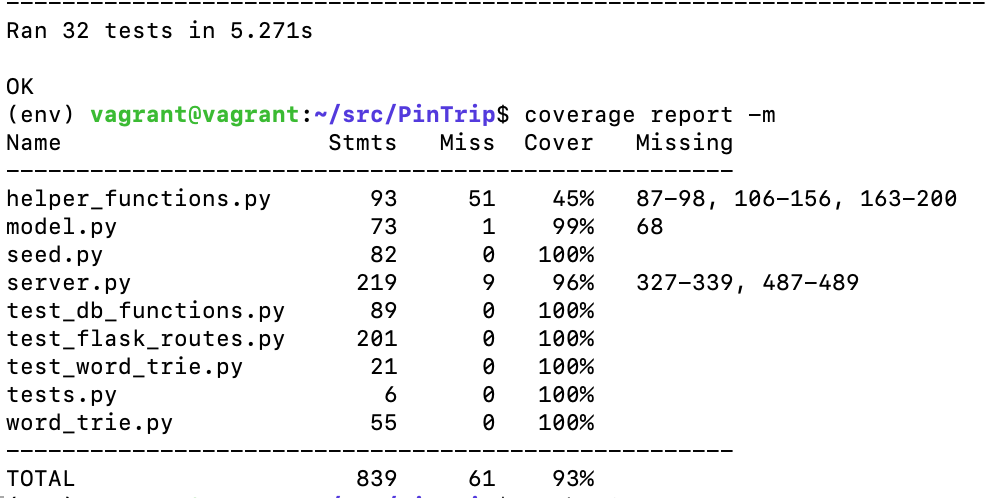 Ran 32 tests in 5.271s
OK
(env) vagrant@vagrant:~/src/PinTrip$ coverage report -m
Name                   Stmts   Miss  Cover   Missing
----------------------------------------------------
helper_functions.py       93     51    45%   87-98, 106-156, 163-200
model.py                  73      1    99%   68
seed.py                   82      0   100%
server.py                219      9    96%   327-339, 487-489
test_db_functions.py      89      0   100%
test_flask_routes.py     201      0   100%
test_word_trie.py         21      0   100%
tests.py                   6      0   100%
word_trie.py              55      0   100%
----------------------------------------------------
TOTAL                    839     61    93%